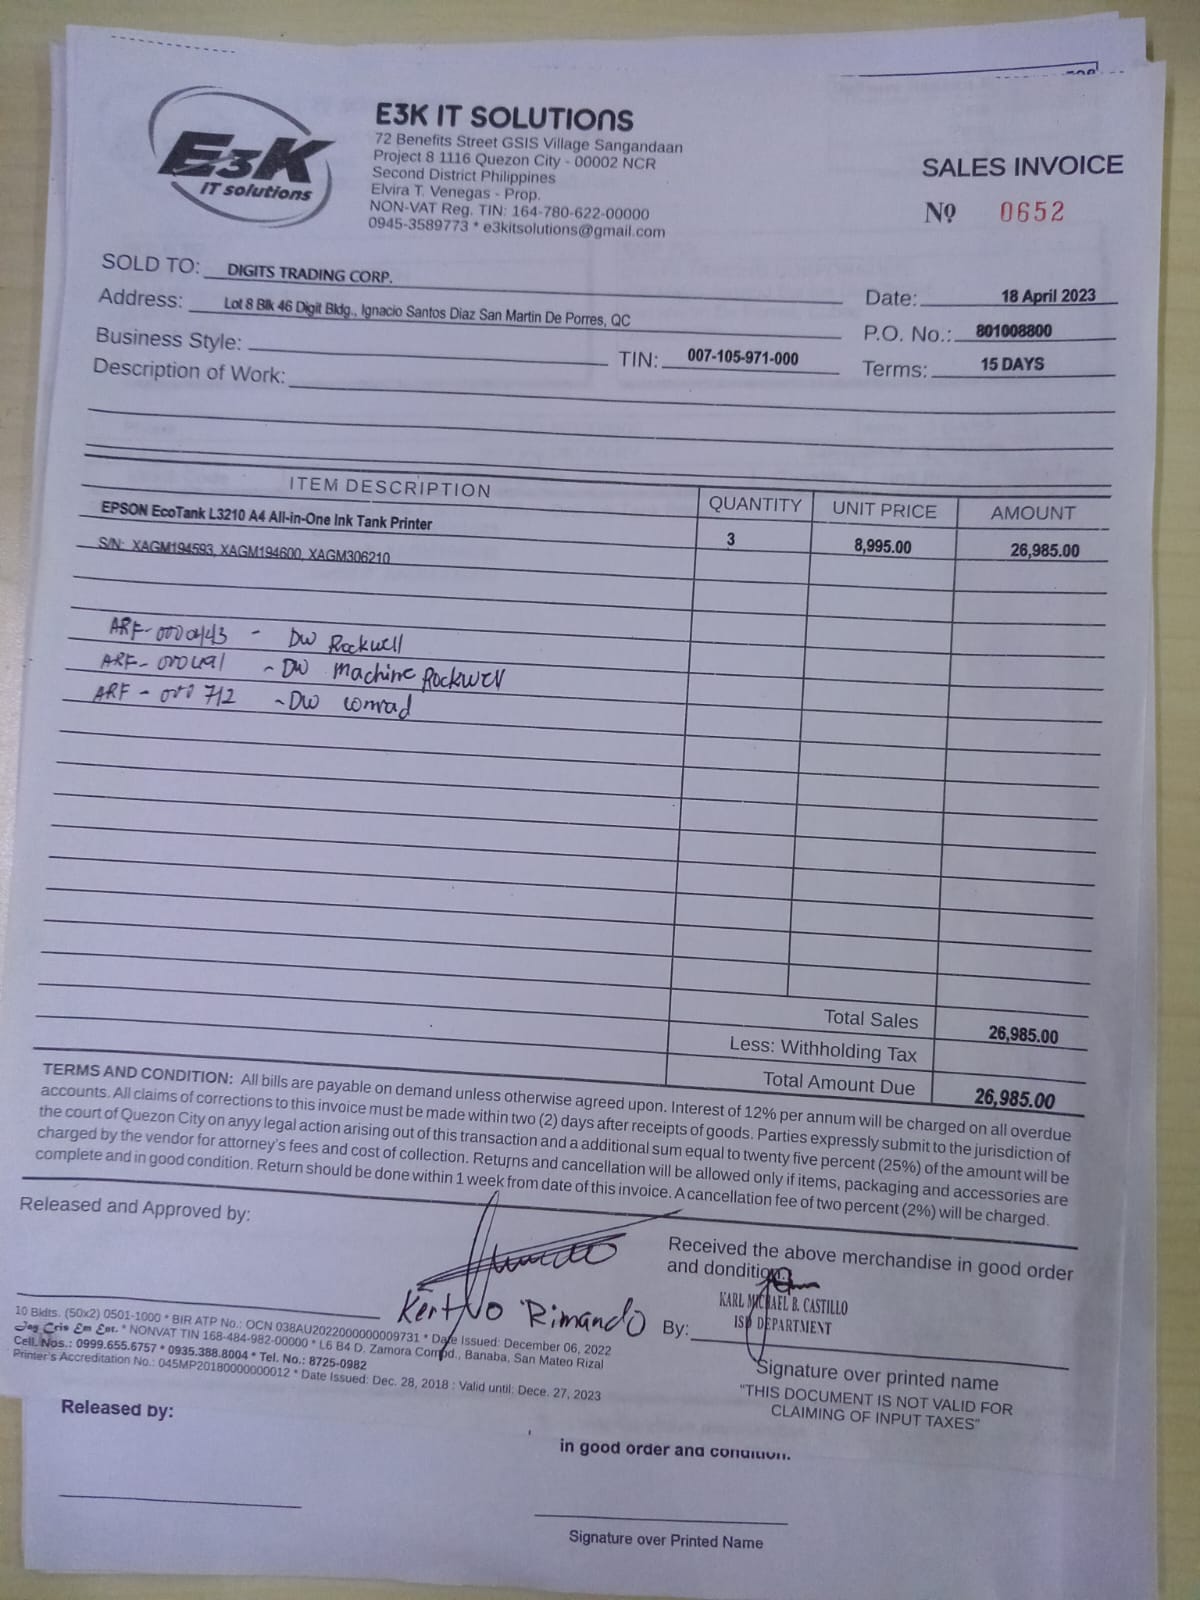 E3K
IT solutions
E3K IT SOLUTIONS
72 Benefits Street GSIS Village Sangandaan
Project 8 1116 Quezon City - 00002 NCR
Second District Philippines
Elvira T. Venegas - Prop.
NON-VAT Reg. TIN: 164-780-622-00000
0945-3589773 * e3kitsolutions@gmail.com
SALES INVOICE
Nº 0652
SOLD TO: DIGITS TRADING CORP.
Address: Lot 8 Blk 46 Digit Bldg., Ignacio Santos Diaz San Martin De Porres, QC
Business Style:
TIN: 007-105-971-000
Description of Work:
Date: 18 April 2023
P.O. No.: 801008800
Terms: 15 DAYS
ITEM DESCRIPTION QUANTITY UNIT PRICE AMOUNT
EPSON EcoTank L3210 A4 All-in-One Ink Tank Printer 3 8,995.00 26,985.00
S/N: XAGM194593, XAGM194600, XAGM306210
ARF- - DW Rockwell
ARF- ~ DW machine Rockwell
ARF - 000712 ~ DW conrad
Total Sales 26,985.00
Less: Withholding Tax
Total Amount Due 26,985.00
TERMS AND CONDITION: All bills are payable on demand unless otherwise agreed upon. Interest of 12% per annum will be charged on all overdue
accounts. All claims of corrections to this invoice must be made within two (2) days after receipts of goods. Parties expressly submit to the jurisdiction of
the court of Quezon City on anyy legal action arising out of this transaction and a additional sum equal to twenty five percent (25%) of the amount will be
charged by the vendor for attorney's fees and cost of collection. Returns and cancellation will be allowed only if items, packaging and accessories are
complete and in good condition. Return should be done within 1 week from date of this invoice. A cancellation fee of two percent (2%) will be charged.
Released and Approved by:
Rimando
Received the above merchandise in good order
and dondition
KARL MICHAEL B. CASTILLO
ISD DEPARTMENT
By:
Signature over printed name
"THIS DOCUMENT IS NOT VALID FOR
CLAIMING OF INPUT TAXES"
10 Bldts. (50x2) 0501-1000 * BIR ATP No.: OCN 038AU20220000000009731 * Date Issued: December 06, 2022
Jay Cris Em Ent. * NONVAT TIN 168-484-982-00000 * L6 B4 D. Zamora Compd., Banaba, San Mateo Rizal
Cell. Nos.: 0999.655.6757 * 0935.388.8004 * Tel. No.: 8725-0982
Printer's Accreditation No.: 045MP20180000000012 * Date Issued: Dec. 28, 2018 : Valid until: Dece. 27, 2023
Released by:
in good order and condition.
Signature over Printed Name